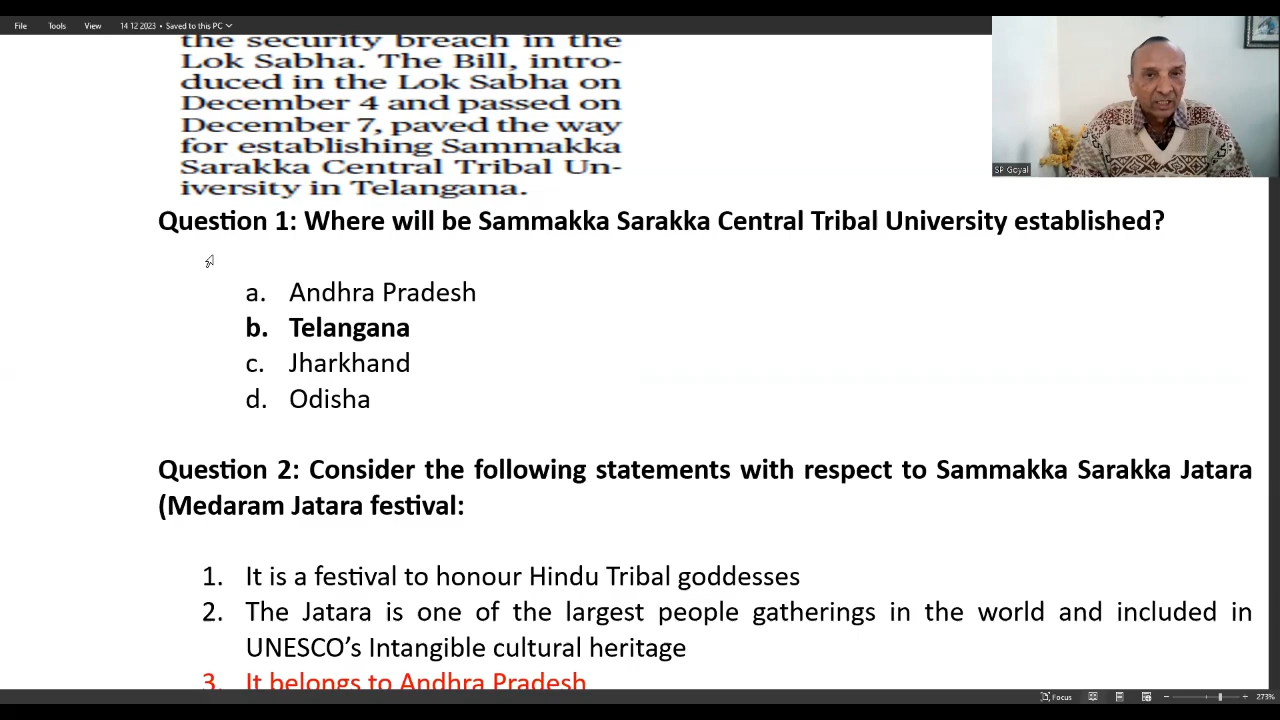 File Tools View 14 12 2023 • Saved to this PC
the security breach in the
Lok Sabha. The Bill, intro-
duced in the Lok Sabha on
December 4 and passed on
December 7, paved the way
for establishing Sammakka
Sarakka Central Tribal Un-
iversity in Telangana.
SP Goyal
Question 1: Where will be Sammakka Sarakka Central Tribal University established?
a. Andhra Pradesh
b. Telangana
c. Jharkhand
d. Odisha
Question 2: Consider the following statements with respect to Sammakka Sarakka Jatara
(Medaram Jatara festival:
1. It is a festival to honour Hindu Tribal goddesses
2. The Jatara is one of the largest people gatherings in the world and included in
UNESCO’s Intangible cultural heritage
3. It belongs to Andhra Pradesh
Focus 273%